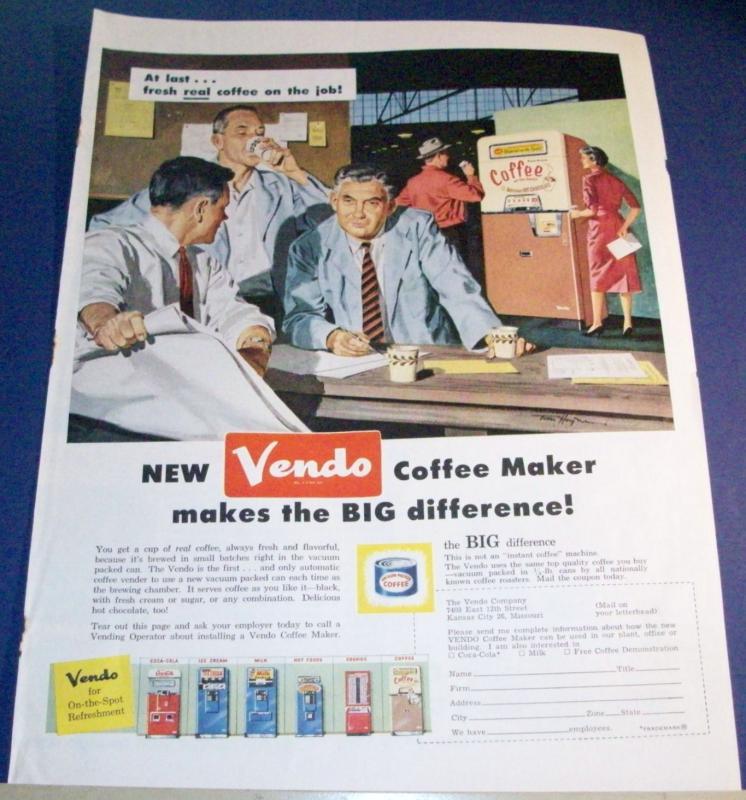 At last . . .
fresh real coffee on the job!
Coffee
HOT CHOCOLATE
Vendo
NEW Vendo Coffee Maker
makes the BIG difference!
You get a cup of real coffee, always fresh and flavorful,
because it's brewed in small batches right in the vacuum
packed can. The Vendo is the first . . . and only automatic
coffee vender to use a new vacuum packed can each time as
the brewing chamber. It serves coffee as you like it—black,
with fresh cream or sugar, or any combination. Delicious
hot chocolate, too!
Tear out this page and ask your employer today to call a
Vending Operator about installing a Vendo Coffee Maker.
VACUUM PACKED
COFFEE
the BIG difference
This is not an "instant coffee" machine.
The Vendo uses the same top quality coffee you buy
—vacuum packed in ½-lb cans by all nationally
known coffee roasters. Mail the coupon today.
The Vendo Company
7400 East 12th Street
Kansas City 26, Missouri
(Mail on
your letterhead)
Please send me complete information about how the new
VENDO Coffee Maker can be used in our plant, office or
building. I am also interested in
☐ Coca-Cola* ☐ Milk ☐ Free Coffee Demonstration
Name Title
Firm
Address
City Zone State
We have employees. *TRADEMARK ®
Vendo
for
On-the-Spot
Refreshment
COCA-COLA ICE CREAM MILK HOT FOODS PASTRIES COFFEE
Milk
Coffee